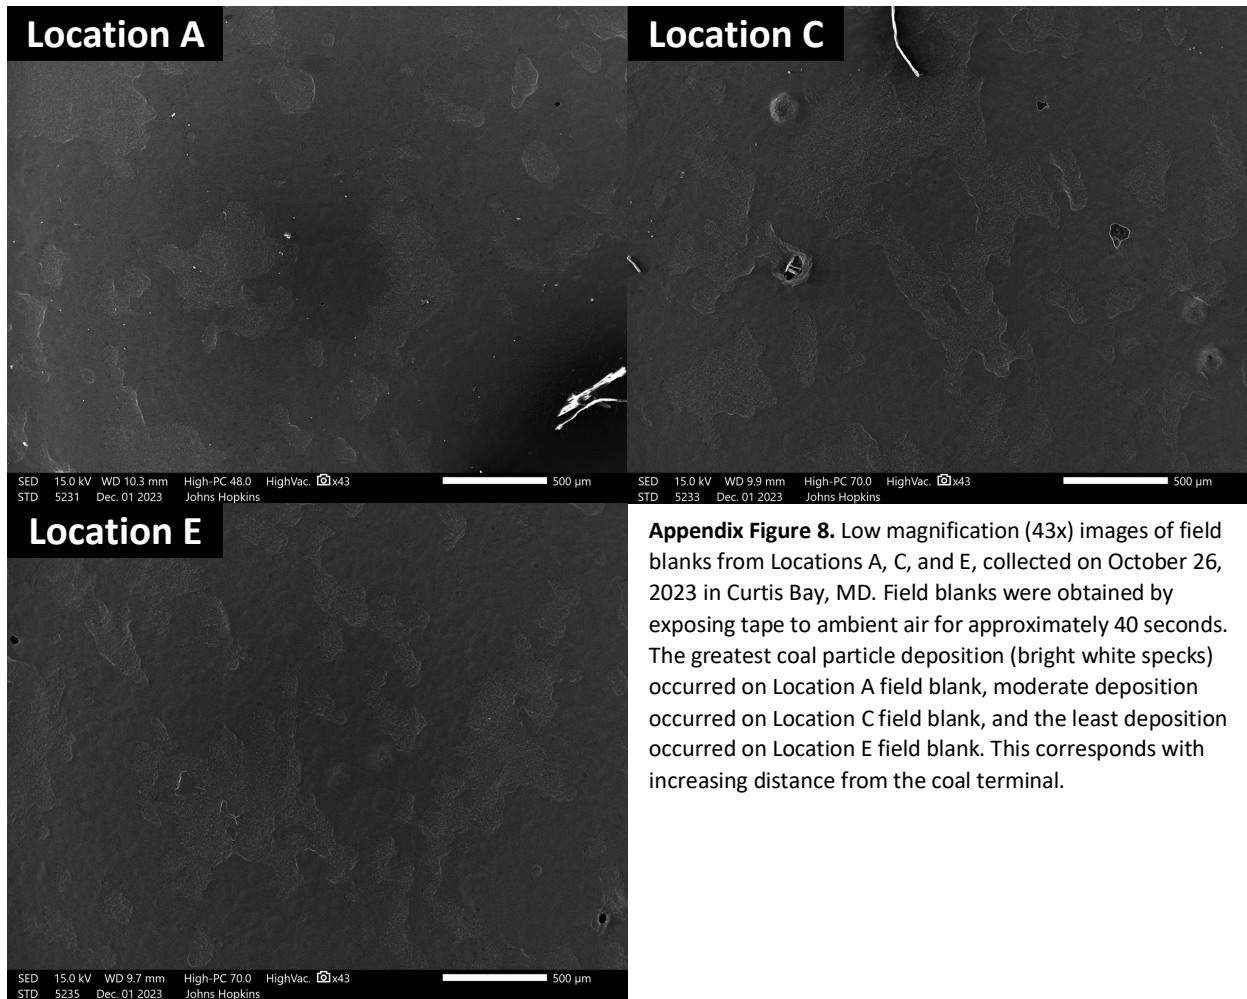 Location A
SED 15.0 kV WD 10.3 mm High-PC 48.0 HighVac. x43 500 µm
STD 5231 Dec. 01 2023 Johns Hopkins
Location C
SED 15.0 kV WD 9.9 mm High-PC 70.0 HighVac. x43 500 µm
STD 5233 Dec. 01 2023 Johns Hopkins
Location E
SED 15.0 kV WD 9.7 mm High-PC 70.0 HighVac. x43 500 µm
STD 5235 Dec. 01 2023 Johns Hopkins
Appendix Figure 8. Low magnification (43x) images of field
blanks from Locations A, C, and E, collected on October 26,
2023 in Curtis Bay, MD. Field blanks were obtained by
exposing tape to ambient air for approximately 40 seconds.
The greatest coal particle deposition (bright white specks)
occurred on Location A field blank, moderate deposition
occurred on Location C field blank, and the least deposition
occurred on Location E field blank. This corresponds with
increasing distance from the coal terminal.